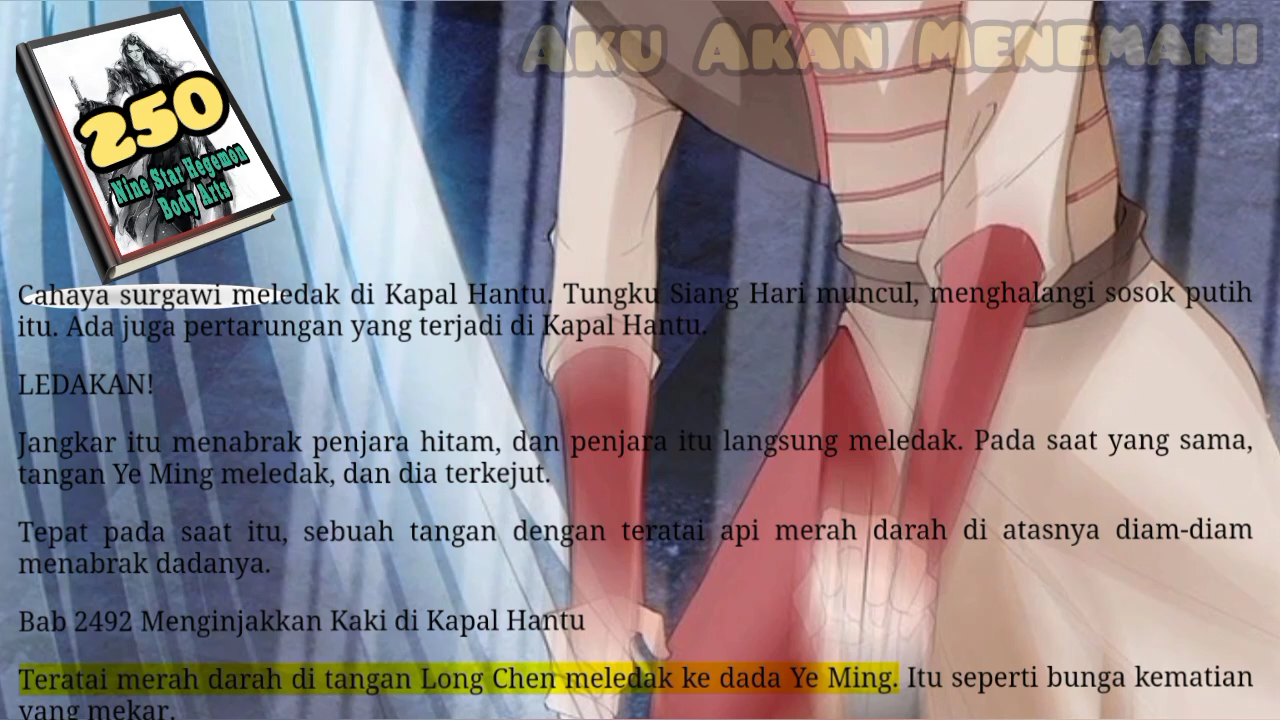 Aku Akan Menemani
250
Nine Star Hegemon
Body Arts
Cahaya surgawi meledak di Kapal Hantu. Tungku Siang Hari muncul, menghalangi sosok putih
itu. Ada juga pertarungan yang terjadi di Kapal Hantu.
LEDAKAN!
Jangkar itu menabrak penjara hitam, dan penjara itu langsung meledak. Pada saat yang sama,
tangan Ye Ming meledak, dan dia terkejut.
Tepat pada saat itu, sebuah tangan dengan teratai api merah darah di atasnya diam-diam
menabrak dadanya.
Bab 2492 Menginjakkan Kaki di Kapal Hantu
Teratai merah darah di tangan Long Chen meledak ke dada Ye Ming. Itu seperti bunga kematian
yang mekar.